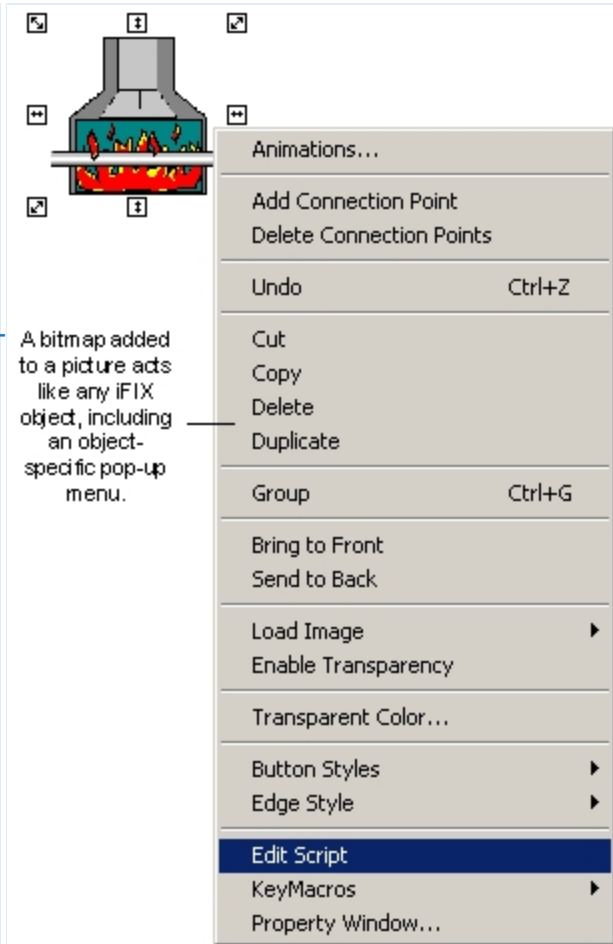 Animations...
Add Connection Point
Delete Connection Points
Undo Ctrl+Z
A bitmap added
to a picture acts
like any iFIX
object, including
an object-
specific pop-up
menu.
Cut
Copy
Delete
Duplicate
Group Ctrl+G
Bring to Front
Send to Back
Load Image
Enable Transparency
Transparent Color...
Button Styles
Edge Style
Edit Script
KeyMacros
Property Window...